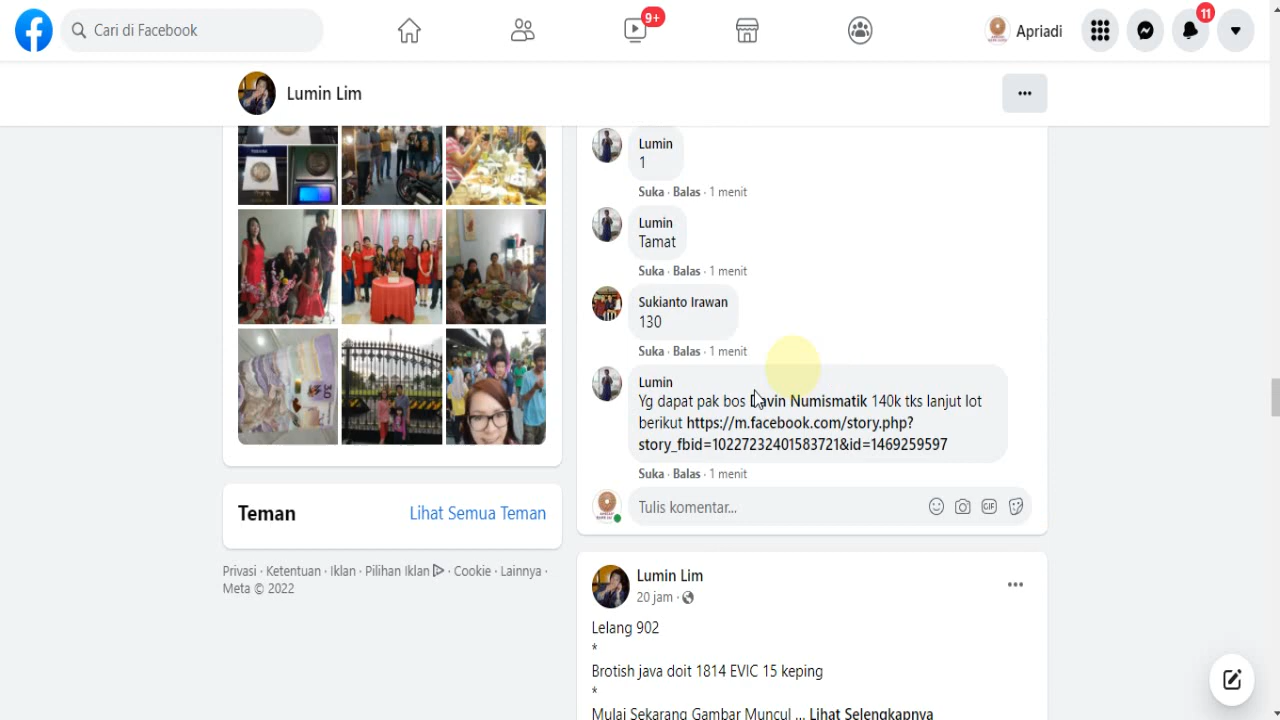 Cari di Facebook
9+
Apriadi
11
Lumin Lim
Lumin
1
Suka · Balas · 1 menit
Lumin
Tamat
Suka · Balas · 1 menit
Sukianto Irawan
130
Suka · Balas · 1 menit
Lumin
Yg dapat pak bos Davin Numismatik 140k tks lanjut lot
berikut https://m.facebook.com/story.php?
story_fbid=10227232401583721&id=1469259597
Suka · Balas · 1 menit
Tulis komentar...
GIF
Teman
Lihat Semua Teman
Privasi · Ketentuan · Iklan · Pilihan Iklan · Cookie · Lainnya ·
Meta © 2022
Lumin Lim
20 jam ·
Lelang 902
*
Brotish java doit 1814 EVIC 15 keping
*
Mulai Sekarang Gambar Muncul ... Lihat Selengkapnya